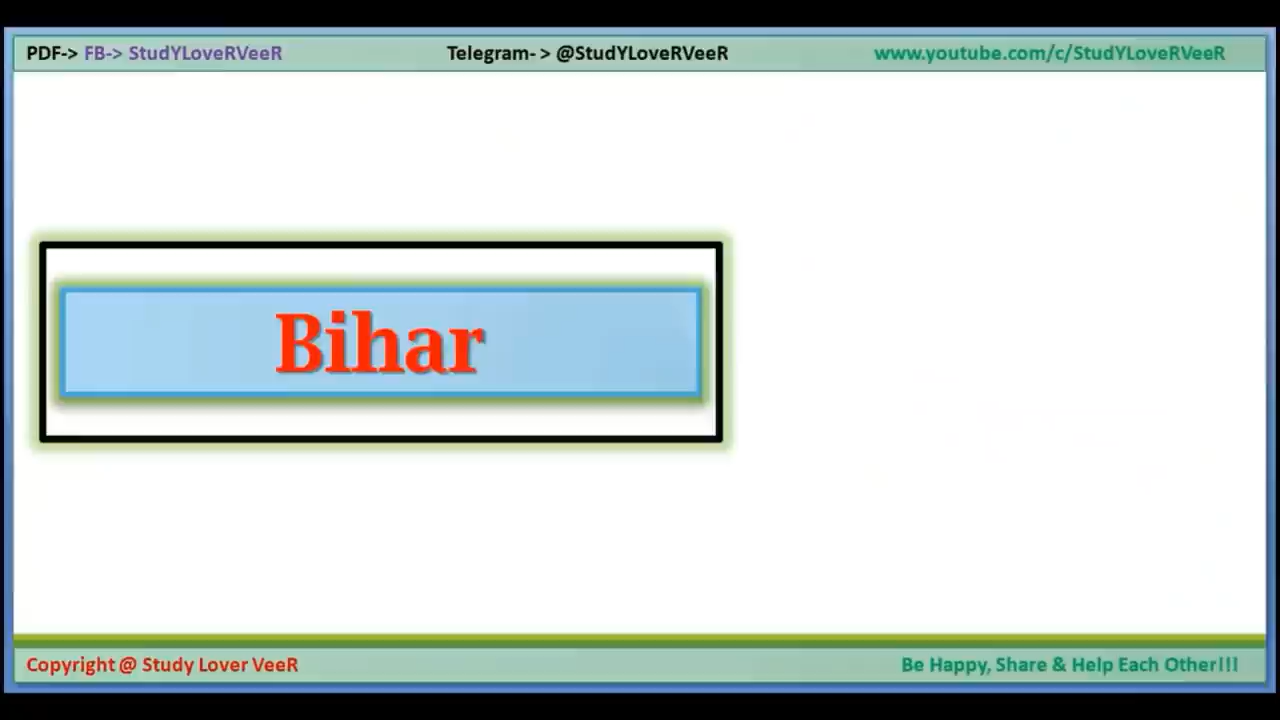 PDF-> FB-> StudYLoveRVeeR Telegram- > @StudYLoveRVeeR www.youtube.com/c/StudYLoveRVeeR
Bihar
Copyright @ Study Lover VeeR Be Happy, Share & Help Each Other!!!